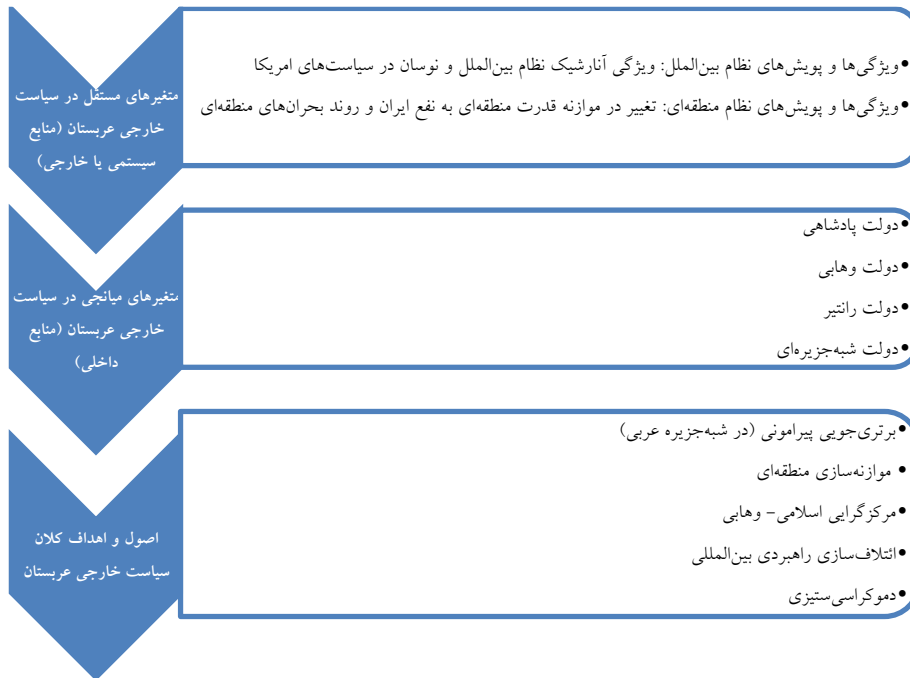 متغیرهای مستقل در سیاست
خارجی عربستان (منابع
سیستمی یا خارجی)
•ویژگی‌ها و پویش‌های نظام بین‌الملل: ویژگی آنارشیک نظام بین‌الملل و نوسان در سیاست‌های امریکا
•ویژگی‌ها و پویش‌های نظام منطقه‌ای: تغییر در موازنه قدرت منطقه‌ای به نفع ایران و روند بحران‌های منطقه‌ای
متغیرهای میانجی در سیاست
خارجی عربستان (منابع
داخلی)
•دولت پادشاهی
•دولت وهابی
•دولت رانتیر
•دولت شبه‌جزیره‌ای
اصول و اهداف کلان
سیاست خارجی عربستان
•برتری‌جویی پیرامونی (در شبه‌جزیره عربی)
• موازنه‌سازی منطقه‌ای
•مرکزگرایی اسلامی- وهابی
•ائتلاف‌سازی راهبردی بین‌المللی
•دموکراسی‌ستیزی